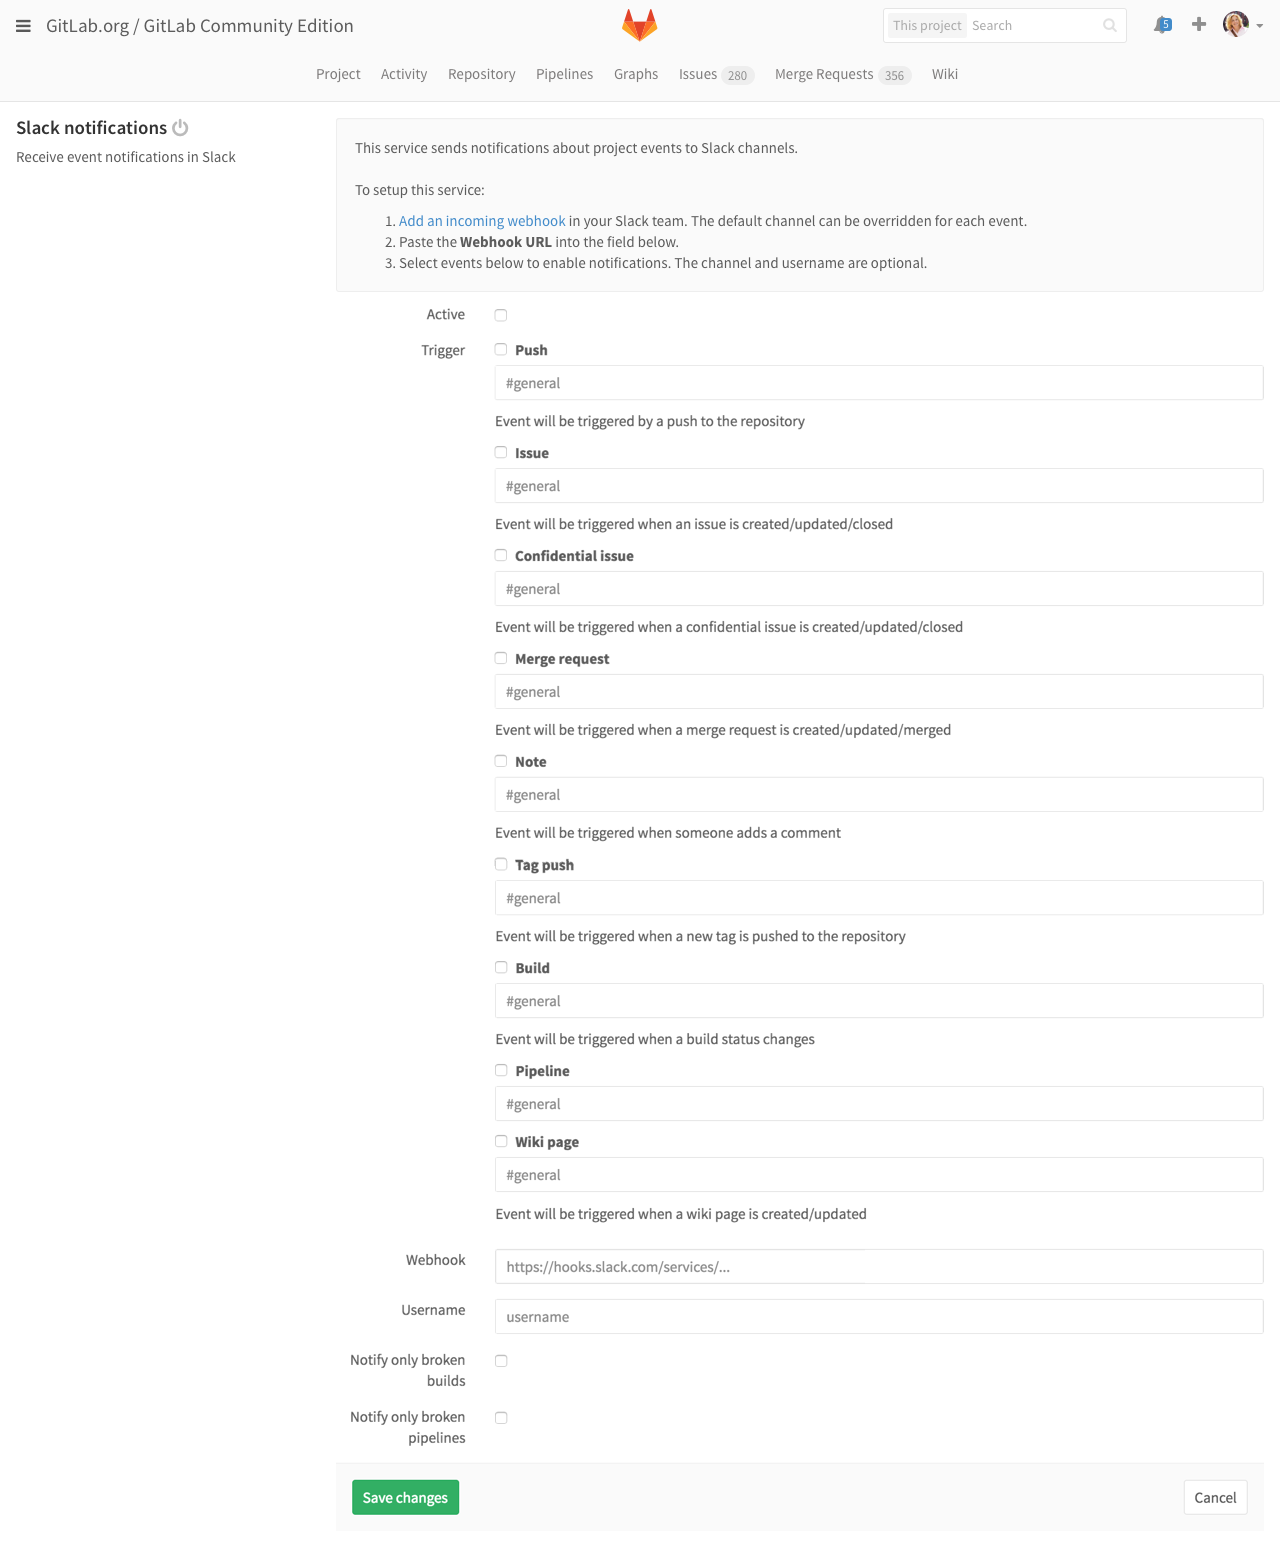 GitLab.org / GitLab Community Edition
This project Search
5
Project Activity Repository Pipelines Graphs Issues 280 Merge Requests 356 Wiki
Slack notifications
Receive event notifications in Slack
This service sends notifications about project events to Slack channels.
To setup this service:
1. Add an incoming webhook in your Slack team. The default channel can be overridden for each event.
2. Paste the Webhook URL into the field below.
3. Select events below to enable notifications. The channel and username are optional.
Active
Trigger
Push
#general
Event will be triggered by a push to the repository
Issue
#general
Event will be triggered when an issue is created/updated/closed
Confidential issue
#general
Event will be triggered when a confidential issue is created/updated/closed
Merge request
#general
Event will be triggered when a merge request is created/updated/merged
Note
#general
Event will be triggered when someone adds a comment
Tag push
#general
Event will be triggered when a new tag is pushed to the repository
Build
#general
Event will be triggered when a build status changes
Pipeline
#general
Wiki page
#general
Event will be triggered when a wiki page is created/updated
Webhook
https://hooks.slack.com/services/...
Username
username
Notify only broken
builds
Notify only broken
pipelines
Save changes
Cancel